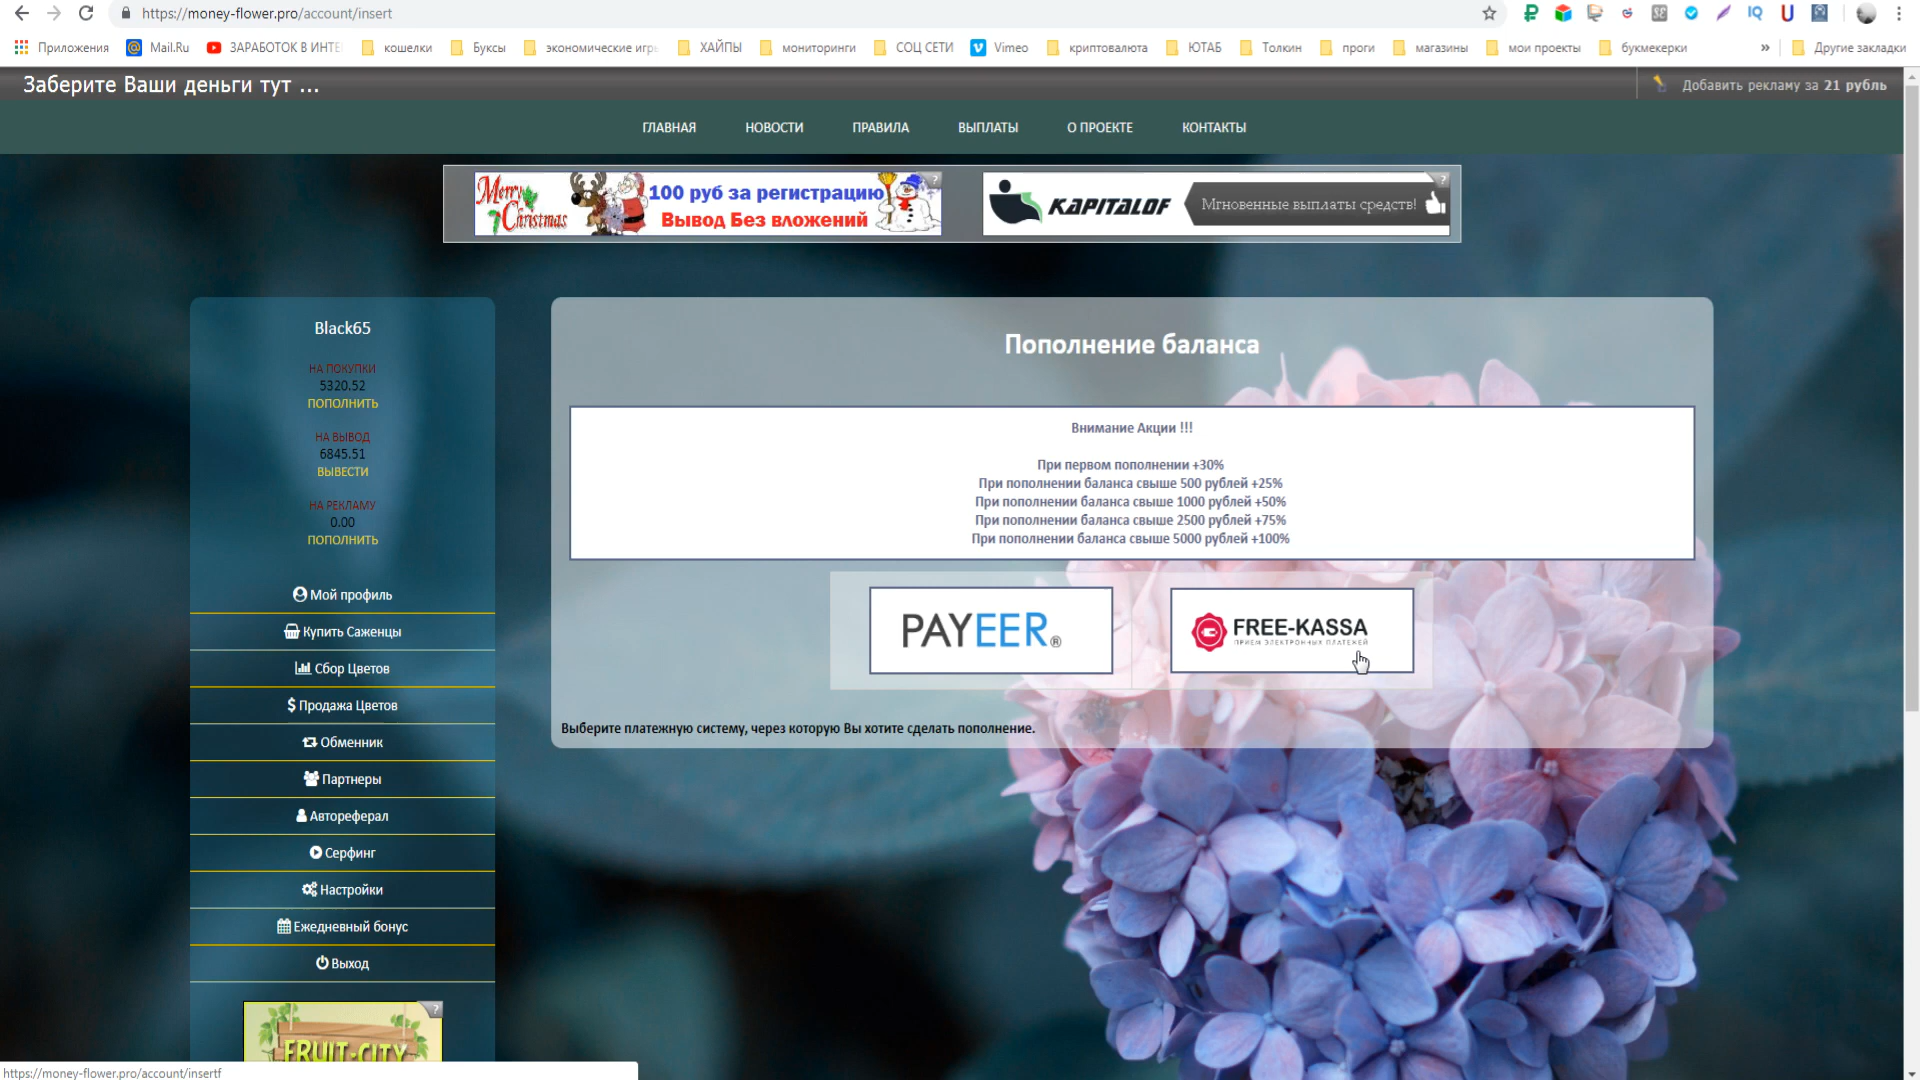 https://money-flower.pro/account/insert
Приложения
Mail.Ru
ЗАРАБОТОК В ИНТЕ
кошелки
Буксы
экономические игры
ХАЙПЫ
мониторинги
СОЦ СЕТИ
Vimeo
криптовалюта
ЮТАБ
Толкин
проги
магазины
мои проекты
букмекерки
»
Другие закладки
Заберите Ваши деньги тут ...
Добавить рекламу за 21 рубль
ГЛАВНАЯ
НОВОСТИ
ПРАВИЛА
ВЫПЛАТЫ
О ПРОЕКТЕ
КОНТАКТЫ
Merry Christmas
100 руб за регистрацию
Вывод Без вложений
?
KAPITALOF
Мгновенные выплаты средств!
?
Black65
НА ПОКУПКИ
5320.52
ПОПОЛНИТЬ
НА ВЫВОД
6845.51
ВЫВЕСТИ
НА РЕКЛАМУ
0.00
ПОПОЛНИТЬ
Мой профиль
Купить Саженцы
Сбор Цветов
Продажа Цветов
Обменник
Партнеры
Автореферал
Серфинг
Настройки
Ежедневный бонус
Выход
?
FRUIT-CITY
Пополнение баланса
Внимание Акции !!!
При первом пополнении +30%
При пополнении баланса свыше 500 рублей +25%
При пополнении баланса свыше 1000 рублей +50%
При пополнении баланса свыше 2500 рублей +75%
При пополнении баланса свыше 5000 рублей +100%
PAYEER®
FREE-KASSA
ПРИЕМ ЭЛЕКТРОННЫХ ПЛАТЕЖЕЙ
Выберите платежную систему, через которую Вы хотите сделать пополнение.
https://money-flower.pro/account/insertf